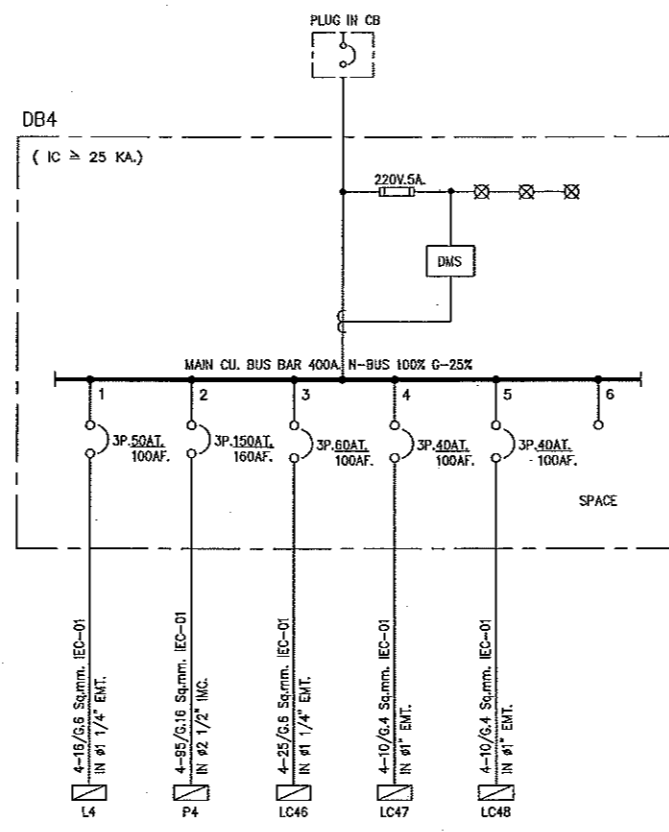 PLUG IN CB
DB4
( IC ≥ 25 KA.)
220V.5A.
DMS
MAIN CU. BUS BAR 400A. N-BUS 100% G-25%
1
2
3
4
5
6
3P.50AT.
100AF.
3P.150AT.
160AF.
3P.60AT.
100AF.
3P.40AT.
100AF.
3P.40AT.
100AF.
SPACE
4-16/G.6 Sq.mm. IEC-01
IN ø1 1/4" EMT.
4-95/G.16 Sq.mm. IEC-01
IN ø2 1/2" IMC.
4-25/G.6 Sq.mm. IEC-01
IN ø1 1/4" EMT.
4-10/G.4 Sq.mm. IEC-01
IN ø1" EMT.
4-10/G.4 Sq.mm. IEC-01
IN ø1" EMT.
L4
P4
LC46
LC47
LC48